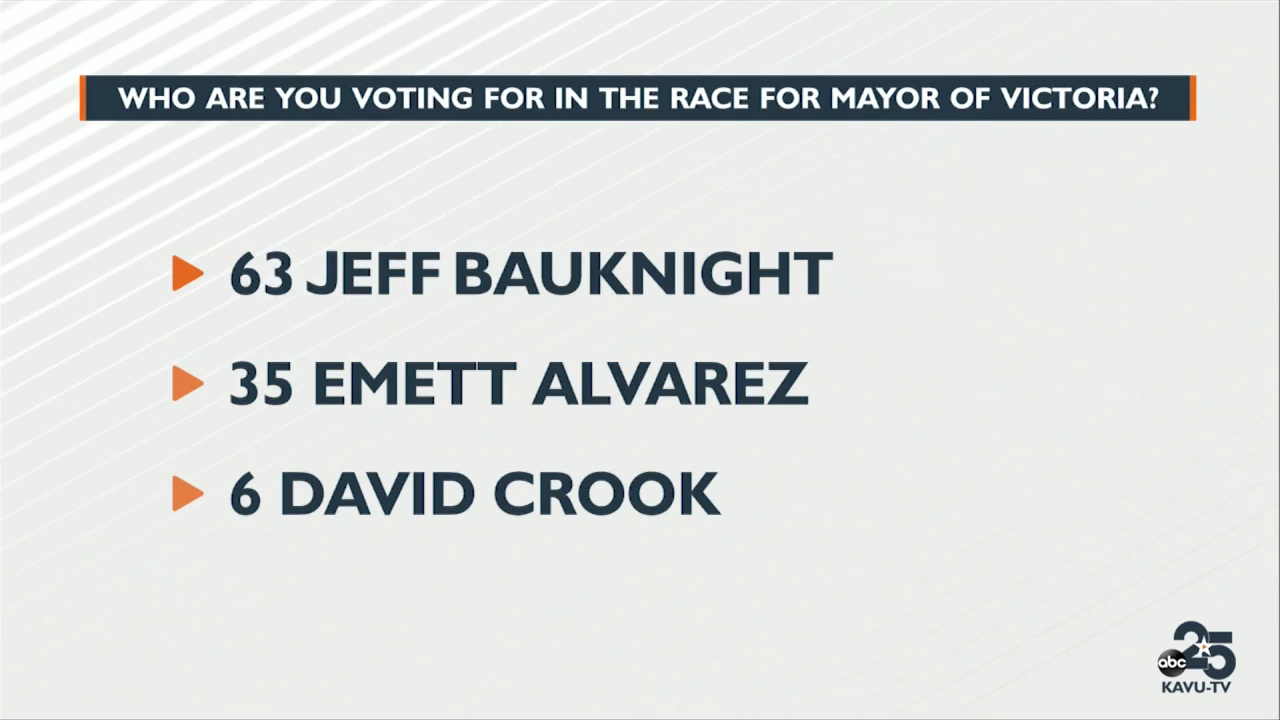 WHO ARE YOU VOTING FOR IN THE RACE FOR MAYOR OF VICTORIA?
63 JEFF BAUKNIGHT
35 EMETT ALVAREZ
6 DAVID CROOK
abc 25
KAVU-TV